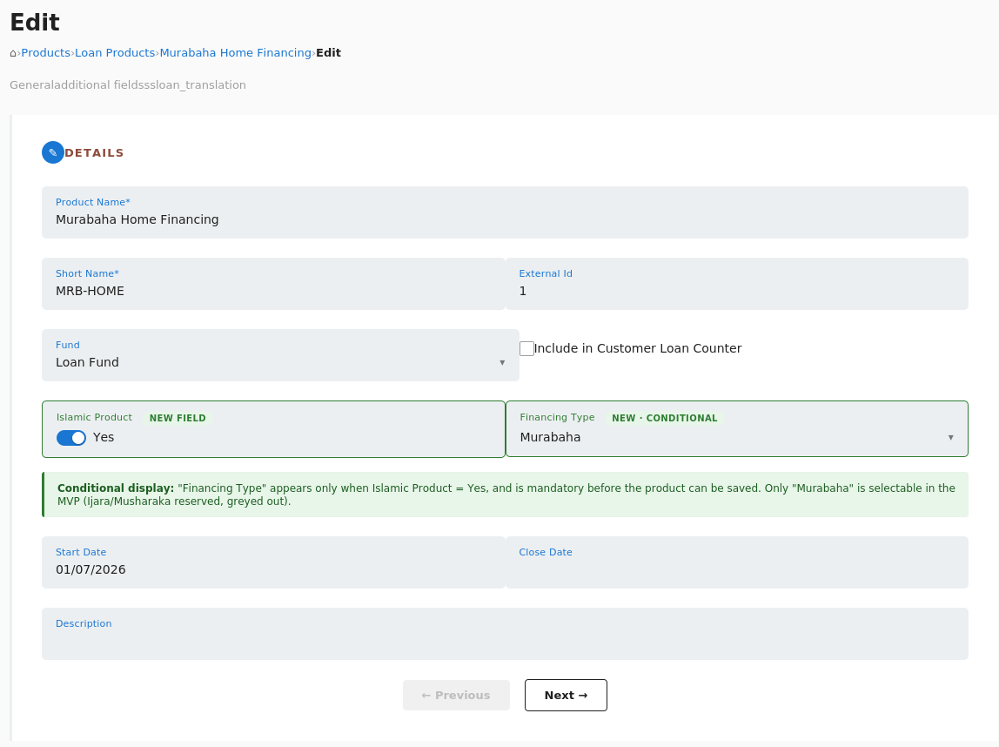 Edit
⌂›Products›Loan Products›Murabaha Home Financing›Edit
Generaladditional fieldsssloan_translation
✎DETAILS
Product Name*
Murabaha Home Financing
Short Name*
MRB-HOME
External Id
1
Fund
Loan Fund ▾
Include in Customer Loan Counter
Islamic Product NEW FIELD
Yes
Financing Type NEW · CONDITIONAL
Murabaha ▾
Conditional display: "Financing Type" appears only when Islamic Product = Yes, and is mandatory before the product can be saved. Only "Murabaha" is selectable in the
MVP (Ijara/Musharaka reserved, greyed out).
Start Date
01/07/2026
Close Date
Description
← Previous
Next →